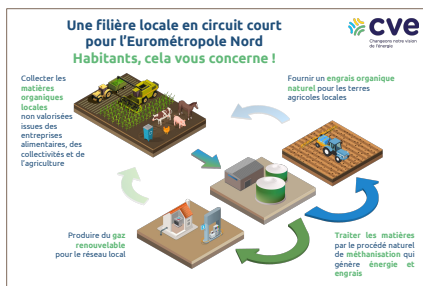 Une filière locale en circuit court
pour l'Eurométropole Nord
Habitants, cela vous concerne !
cve
Changeons notre vision
de l'énergie
Collecter les
matières
organiques
locales
non valorisées
issues des
entreprises
alimentaires, des
collectivités et de
l'agriculture
Fournir un engrais organique
naturel pour les terres
agricoles locales
Produire du gaz
renouvelable
pour le réseau local
Traiter les matières
par le procédé naturel
de méthanisation qui
génère énergie et
engrais